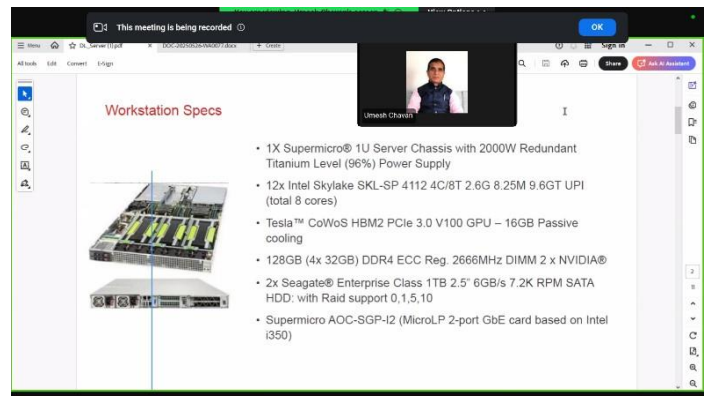 This meeting is being recorded
OK
View Options
Menu
DL_Server (1).pdf
DOC-20250526-WA0077.docx
+ Create
Sign in
All tools Edit Convert E-Sign
Share
Ask AI Assistant
Umesh Chavan
Workstation Specs
• 1X Supermicro® 1U Server Chassis with 2000W Redundant
Titanium Level (96%) Power Supply
• 12x Intel Skylake SKL-SP 4112 4C/8T 2.6G 8.25M 9.6GT UPI
(total 8 cores)
• Tesla™ CoWoS HBM2 PCIe 3.0 V100 GPU – 16GB Passive
cooling
• 128GB (4x 32GB) DDR4 ECC Reg. 2666MHz DIMM 2 x NVIDIA®
• 2x Seagate® Enterprise Class 1TB 2.5" 6GB/s 7.2K RPM SATA
HDD: with Raid support 0,1,5,10
• Supermicro AOC-SGP-I2 (MicroLP 2-port GbE card based on Intel
i350)
2